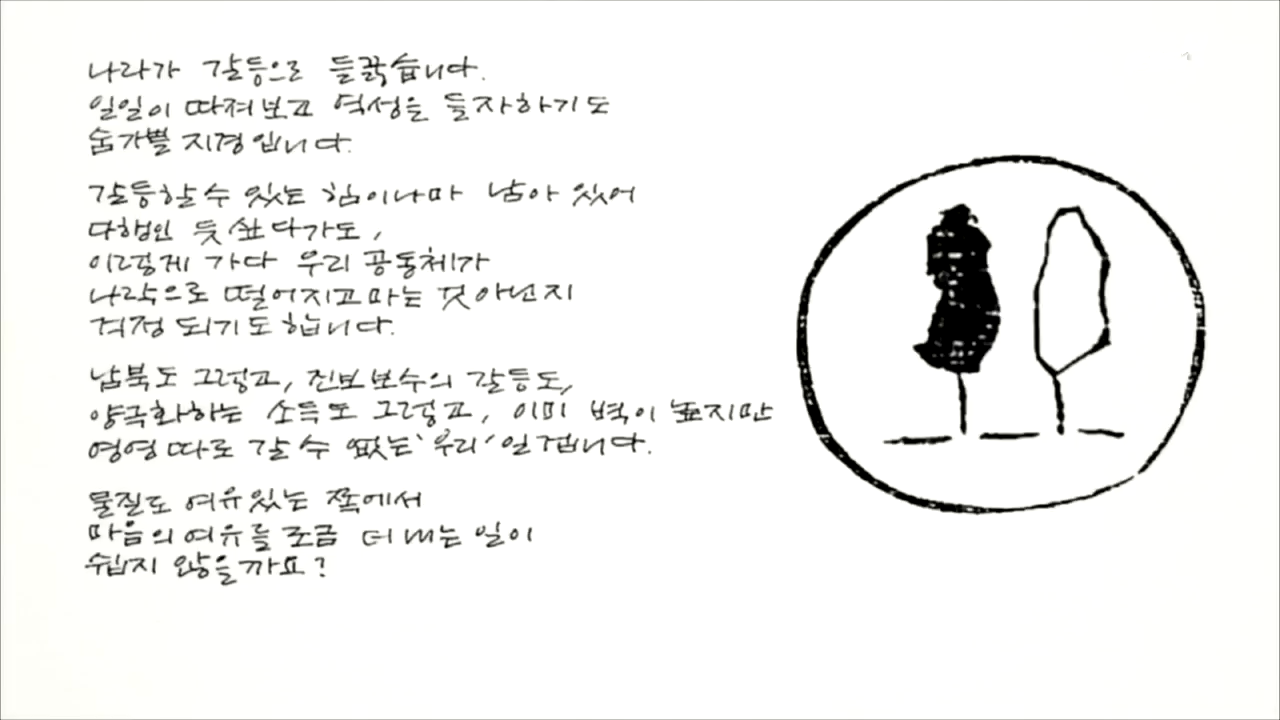 나라가 갈등으로 들끓습니다.
일일이 따져보고 역성을 들자하기도
숨가쁠 지경입니다.
갈등할 수 있는 힘이나마 남아 있어
다행인 듯 싶다가도,
이렇게 가다 우리 공동체가
나락으로 떨어지고 마는 것 아닌지
걱정 되기도 합니다.
남북도 그렇고, 진보 보수의 갈등도,
양극화하는 소득도 그렇고, 이미 벽이 높지만
영영 따로 갈 수 없는 '우리' 일 겁니다.
물질도 여유있는 쪽에서
마음의 여유를 조금 더 내는 일이
쉽지 않을까요?